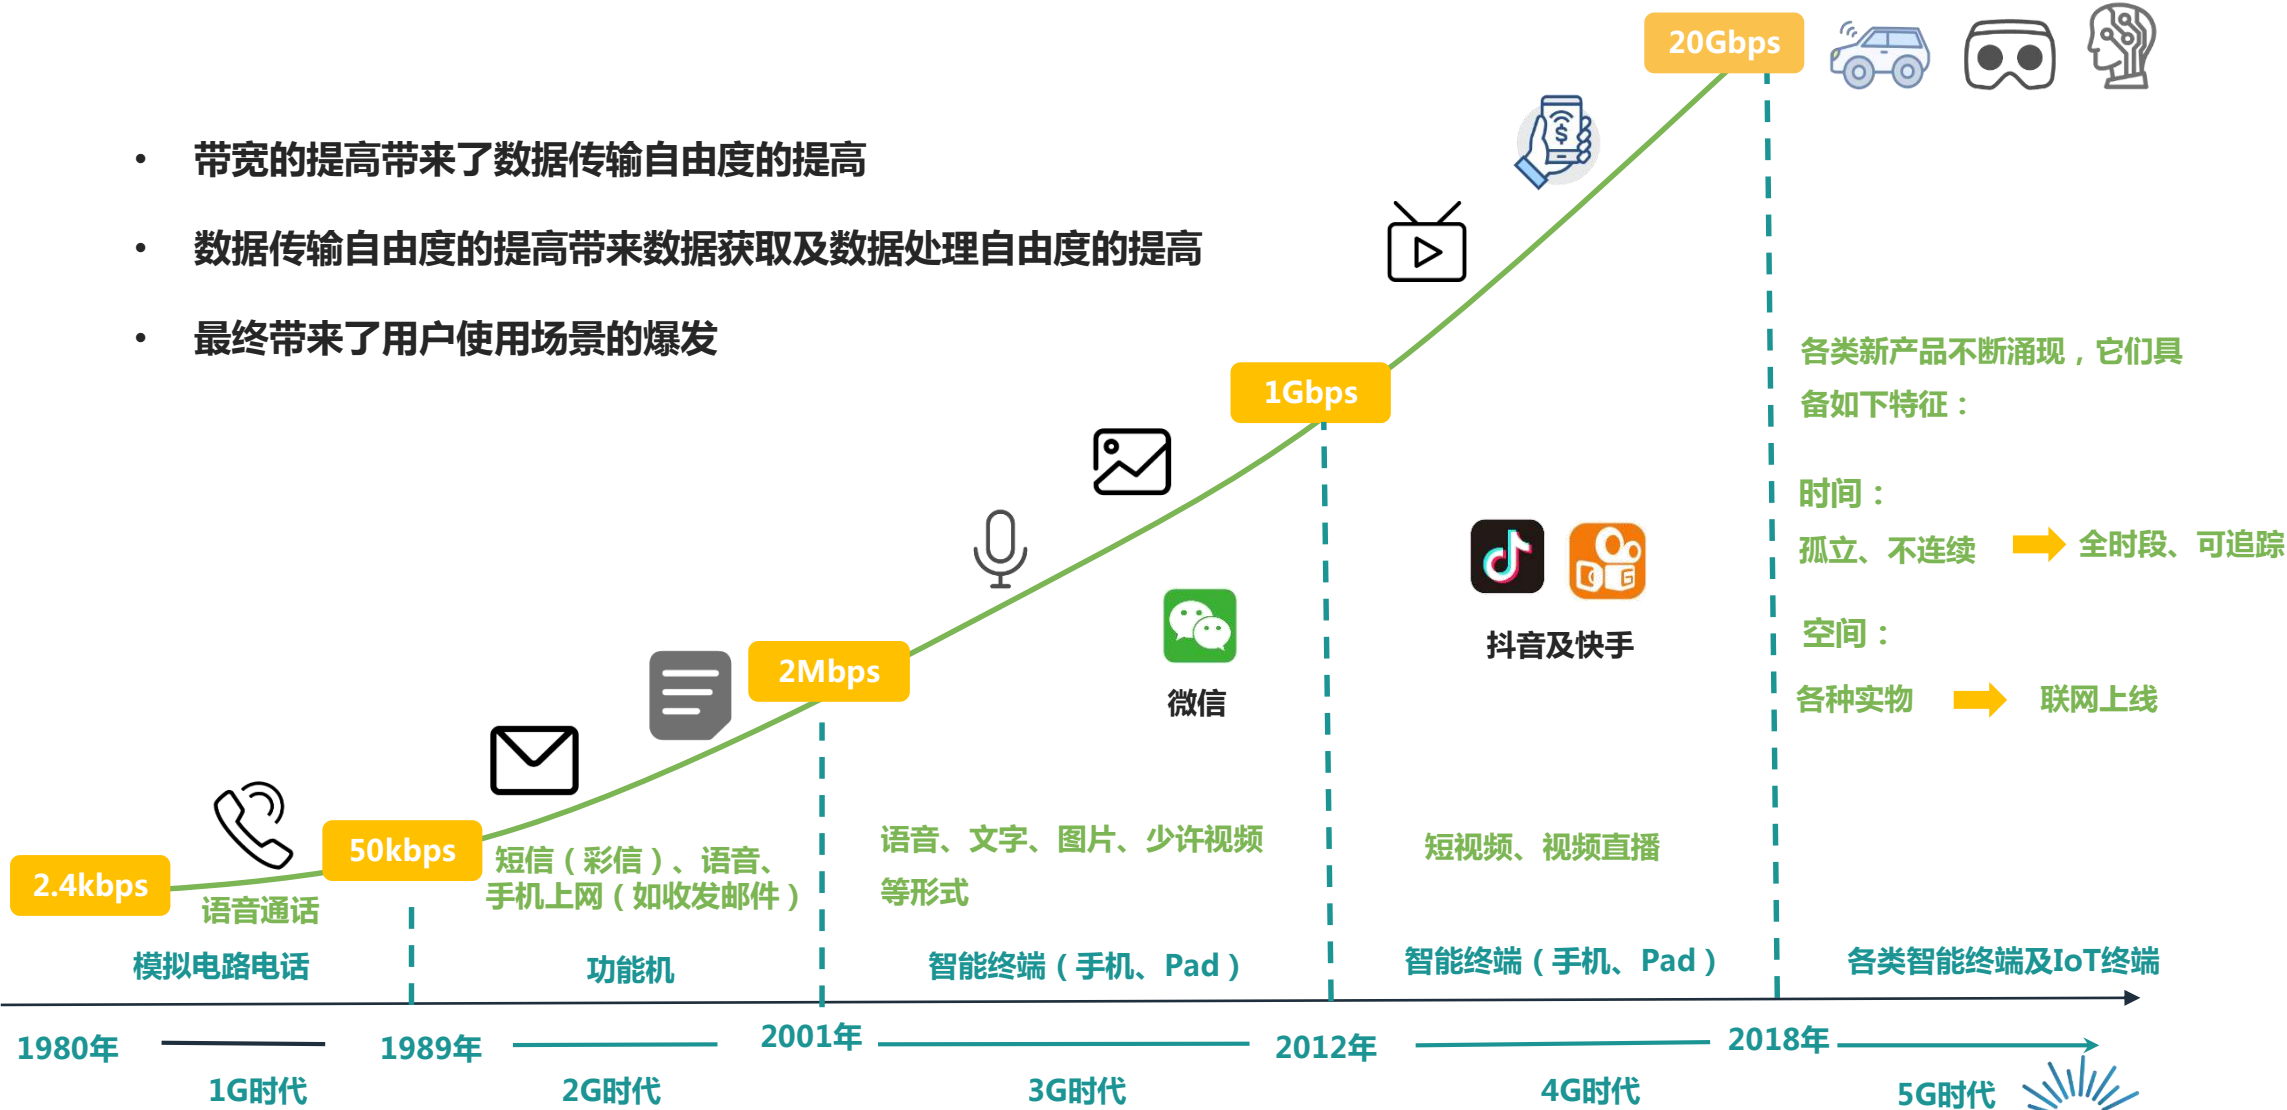 20Gbps
• 带宽的提高带来了数据传输自由度的提高
• 数据传输自由度的提高带来数据获取及数据处理自由度的提高
• 最终带来了用户使用场景的爆发
1Gbps
2Mbps
50kbps
2.4kbps
各类新产品不断涌现，它们具
备如下特征：
时间：
孤立、不连续
全时段、可追踪
空间：
各种实物
联网上线
抖音及快手
微信
语音通话
短信（彩信）、语音、
手机上网（如收发邮件）
语音、文字、图片、少许视频
等形式
短视频、视频直播
模拟电路电话
功能机
智能终端（手机、Pad）
智能终端（手机、Pad）
各类智能终端及IoT终端
1980年
1989年
2001年
2012年
2018年
1G时代
2G时代
3G时代
4G时代
5G时代